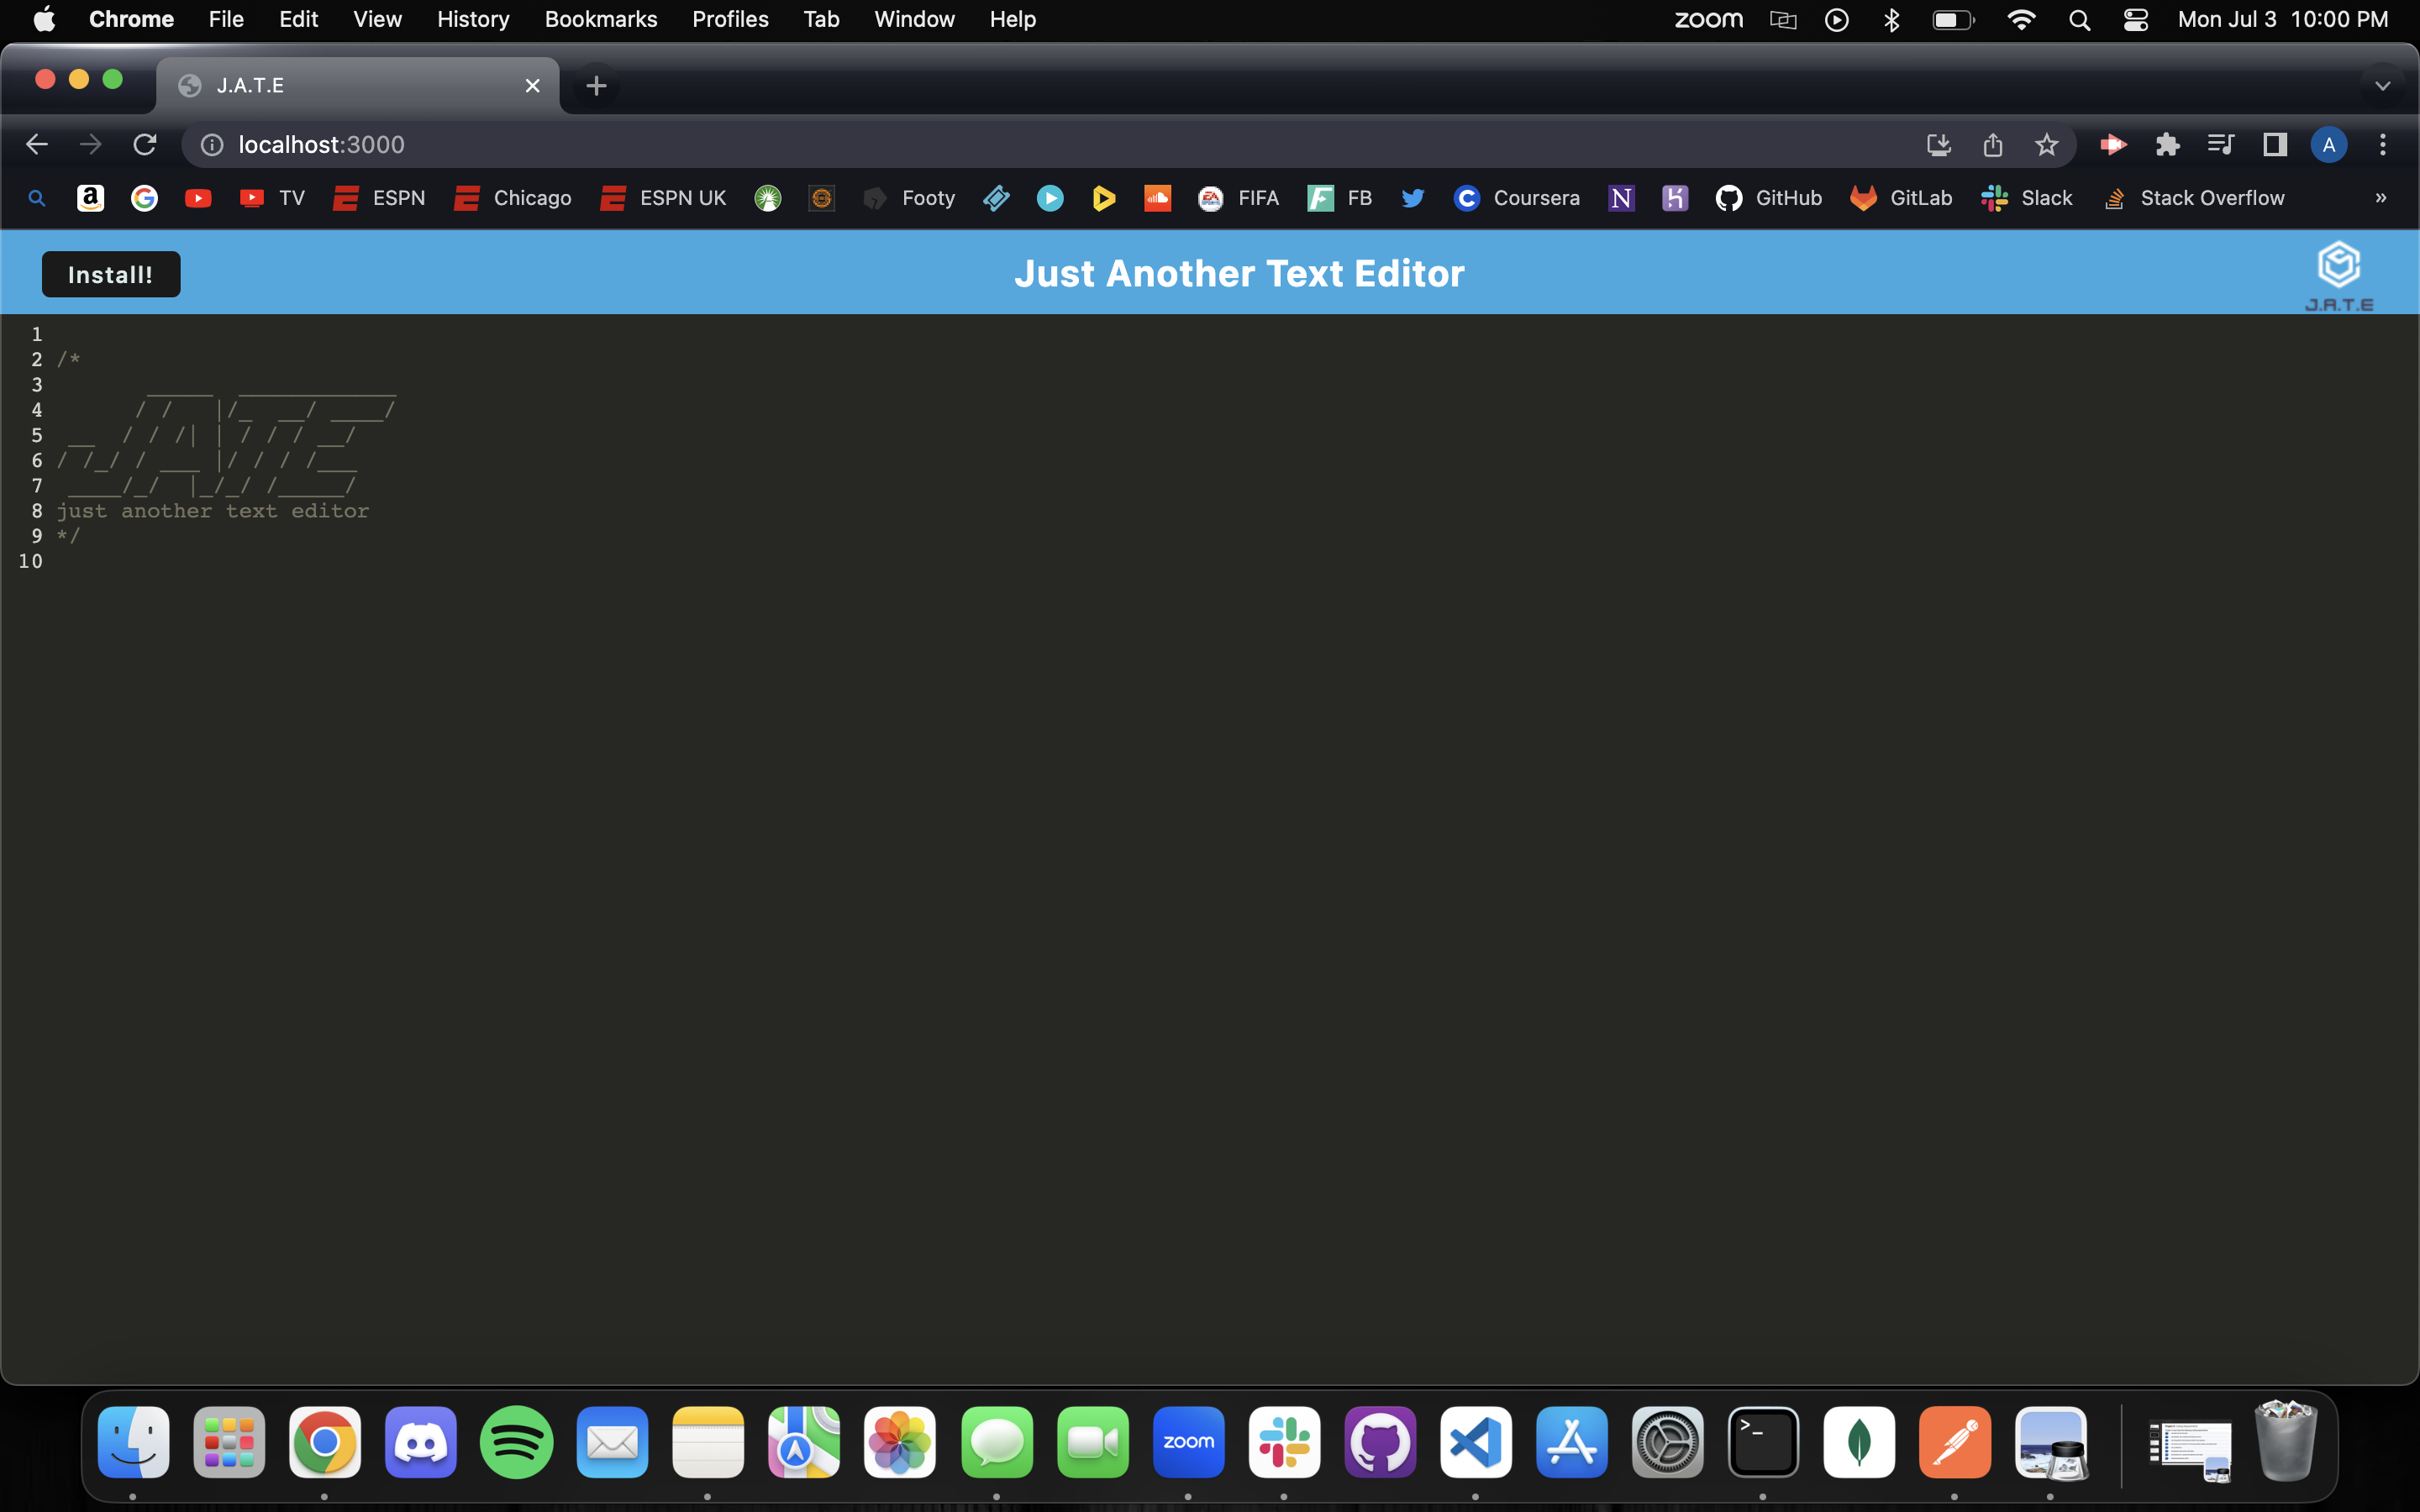 Chrome File Edit View History Bookmarks Profiles Tab Window Help zoom Mon Jul 3 10:00 PM
J.A.T.E
localhost:3000 A
a G TV ESPN Chicago ESPN UK Footy FIFA FB Coursera N GitHub GitLab Slack Stack Overflow »
Install! Just Another Text Editor
J.A.T.E
1
2 /*
3
4
5
6
7
8 just another text editor
9 */
10
zoom >_